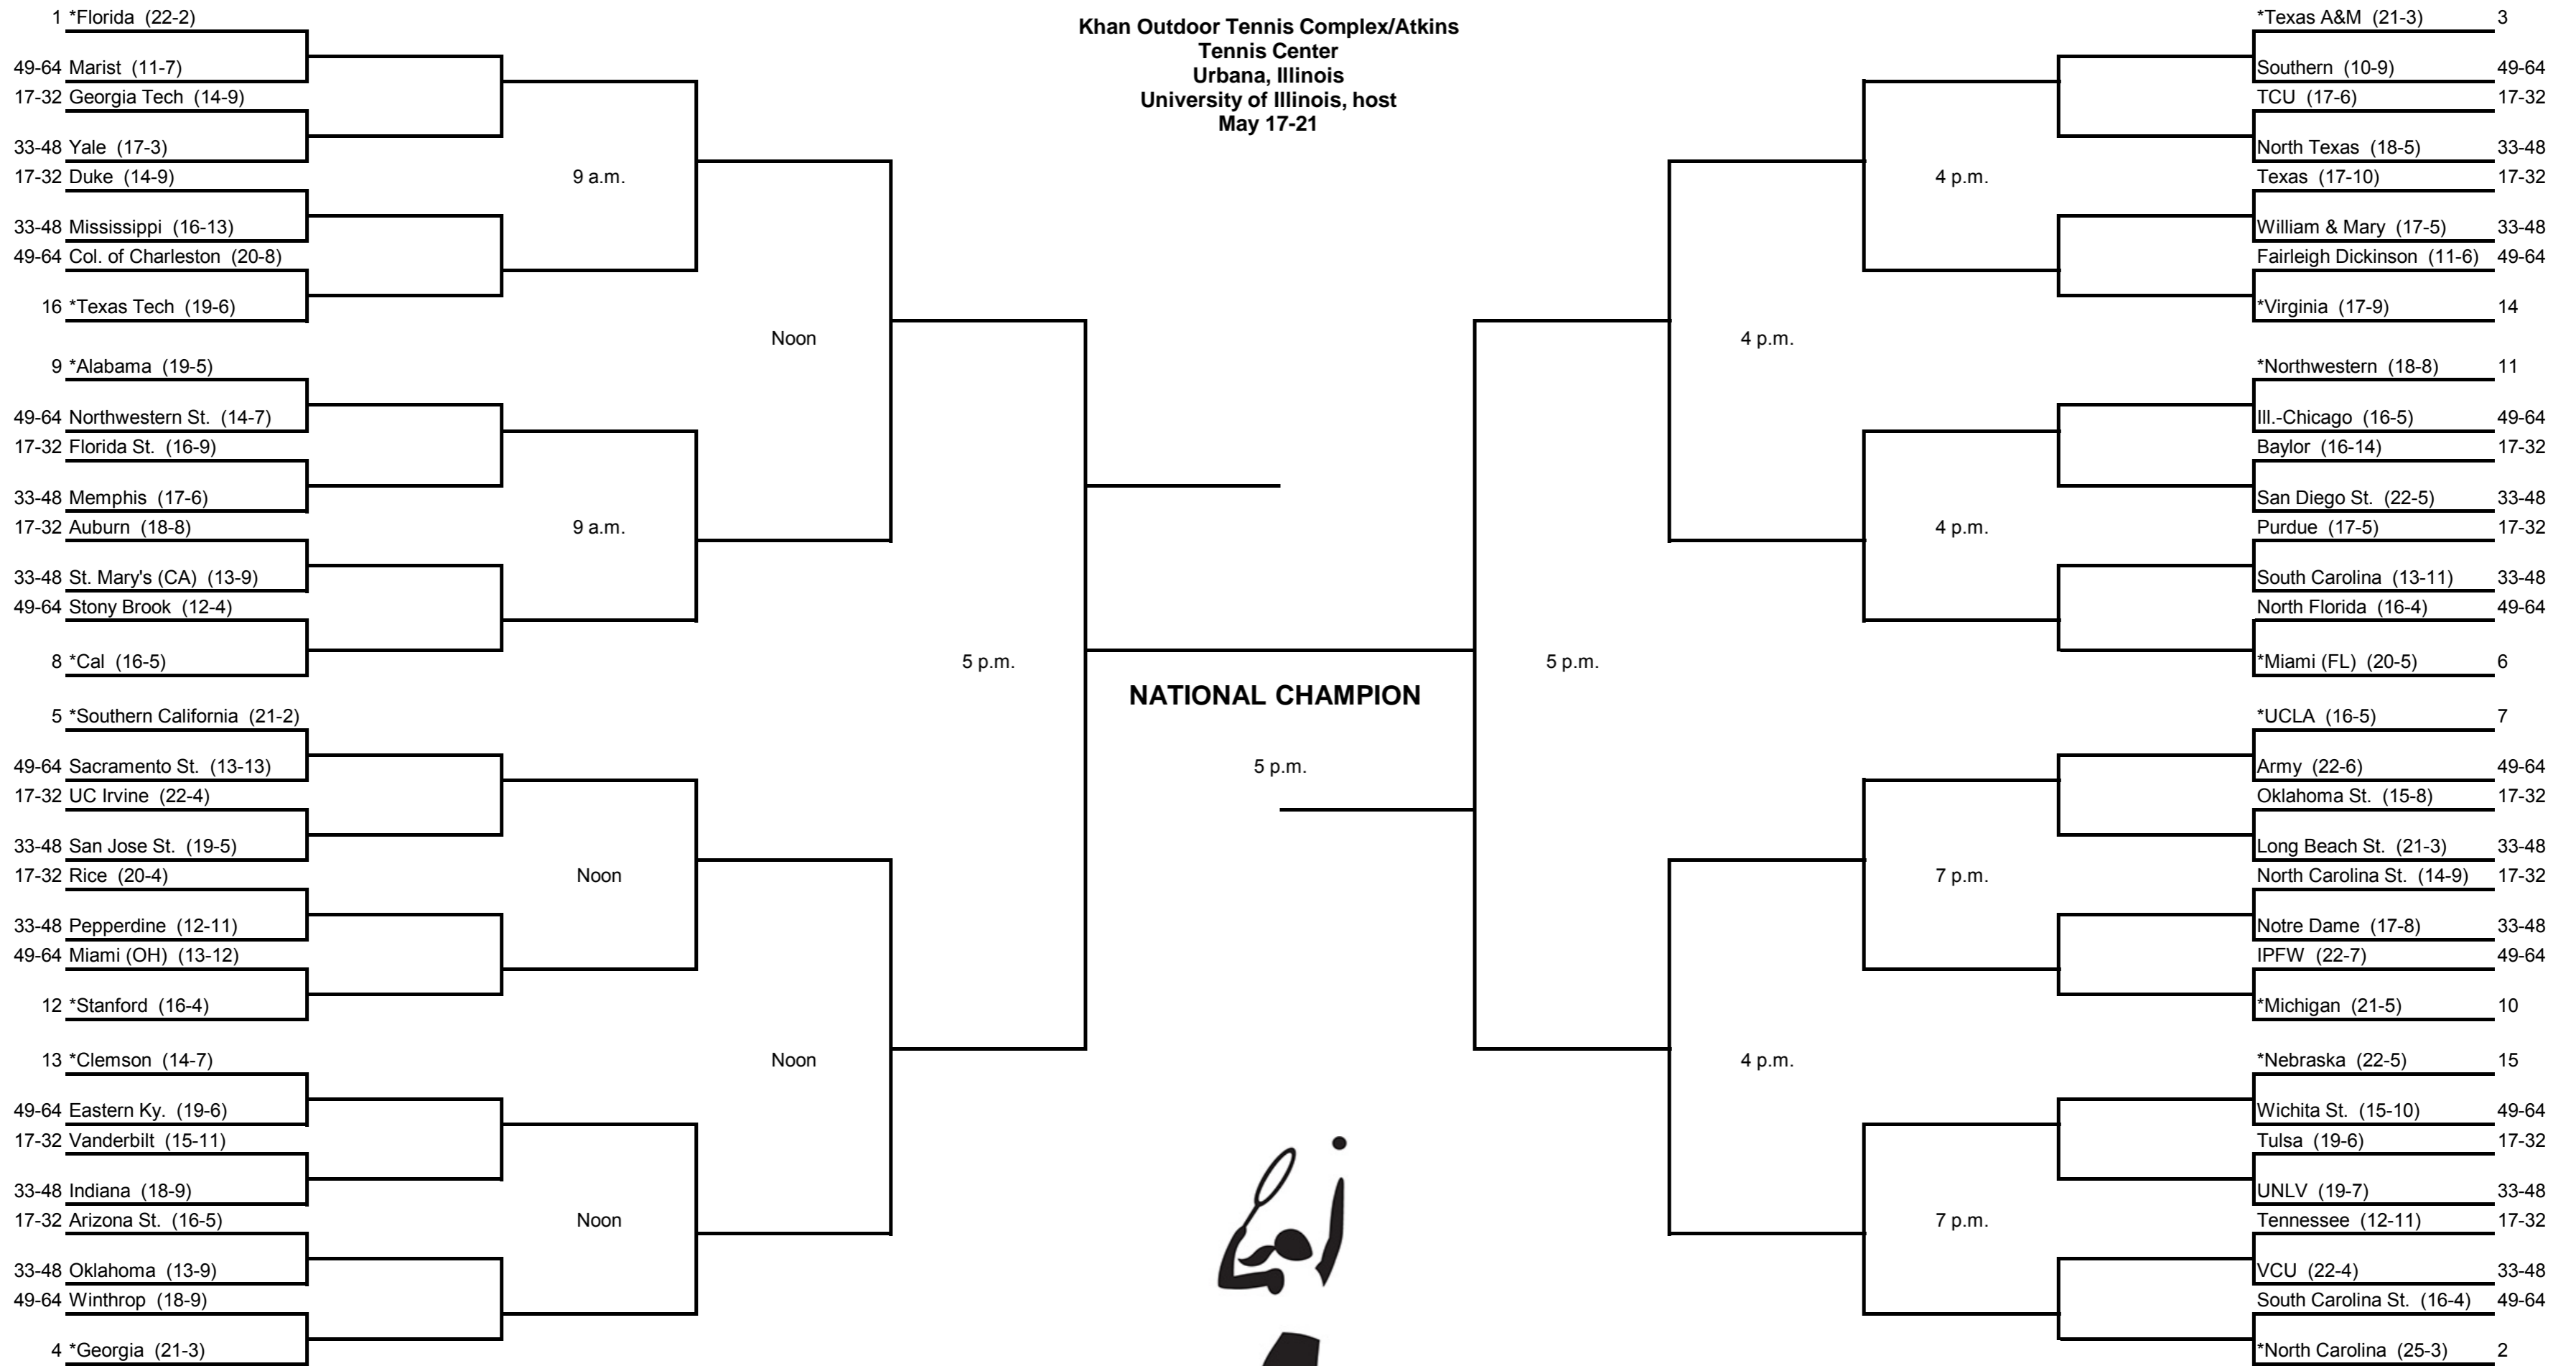 Khan Outdoor Tennis Complex/Atkins
Tennis Center
Urbana, Illinois
University of Illinois, host
May 17-21
1 *Florida (22-2)
49-64 Marist (11-7)
17-32 Georgia Tech (14-9)
33-48 Yale (17-3)
17-32 Duke (14-9)
33-48 Mississippi (16-13)
49-64 Col. of Charleston (20-8)
16 *Texas Tech (19-6)
9 *Alabama (19-5)
49-64 Northwestern St. (14-7)
17-32 Florida St. (16-9)
33-48 Memphis (17-6)
17-32 Auburn (18-8)
33-48 St. Mary's (CA) (13-9)
49-64 Stony Brook (12-4)
8 *Cal (16-5)
5 *Southern California (21-2)
49-64 Sacramento St. (13-13)
17-32 UC Irvine (22-4)
33-48 San Jose St. (19-5)
17-32 Rice (20-4)
33-48 Pepperdine (12-11)
49-64 Miami (OH) (13-12)
12 *Stanford (16-4)
13 *Clemson (14-7)
49-64 Eastern Ky. (19-6)
17-32 Vanderbilt (15-11)
33-48 Indiana (18-9)
17-32 Arizona St. (16-5)
33-48 Oklahoma (13-9)
49-64 Winthrop (18-9)
4 *Georgia (21-3)
9 a.m.
9 a.m.
Noon
Noon
Noon
Noon
5 p.m.
NATIONAL CHAMPION
5 p.m.
5 p.m.
4 p.m.
4 p.m.
4 p.m.
4 p.m.
7 p.m.
7 p.m.
*Texas A&M (21-3) 3
Southern (10-9) 49-64
TCU (17-6) 17-32
North Texas (18-5) 33-48
Texas (17-10) 17-32
William & Mary (17-5) 33-48
Fairleigh Dickinson (11-6) 49-64
*Virginia (17-9) 14
*Northwestern (18-8) 11
Ill.-Chicago (16-5) 49-64
Baylor (16-14) 17-32
San Diego St. (22-5) 33-48
Purdue (17-5) 17-32
South Carolina (13-11) 33-48
North Florida (16-4) 49-64
*Miami (FL) (20-5) 6
*UCLA (16-5) 7
Army (22-6) 49-64
Oklahoma St. (15-8) 17-32
Long Beach St. (21-3) 33-48
North Carolina St. (14-9) 17-32
Notre Dame (17-8) 33-48
IPFW (22-7) 49-64
*Michigan (21-5) 10
*Nebraska (22-5) 15
Wichita St. (15-10) 49-64
Tulsa (19-6) 17-32
UNLV (19-7) 33-48
Tennessee (12-11) 17-32
VCU (22-4) 33-48
South Carolina St. (16-4) 49-64
*North Carolina (25-3) 2